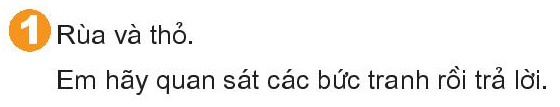 1 Rùa và thỏ.
Em hãy quan sát các bức tranh rồi trả lời.